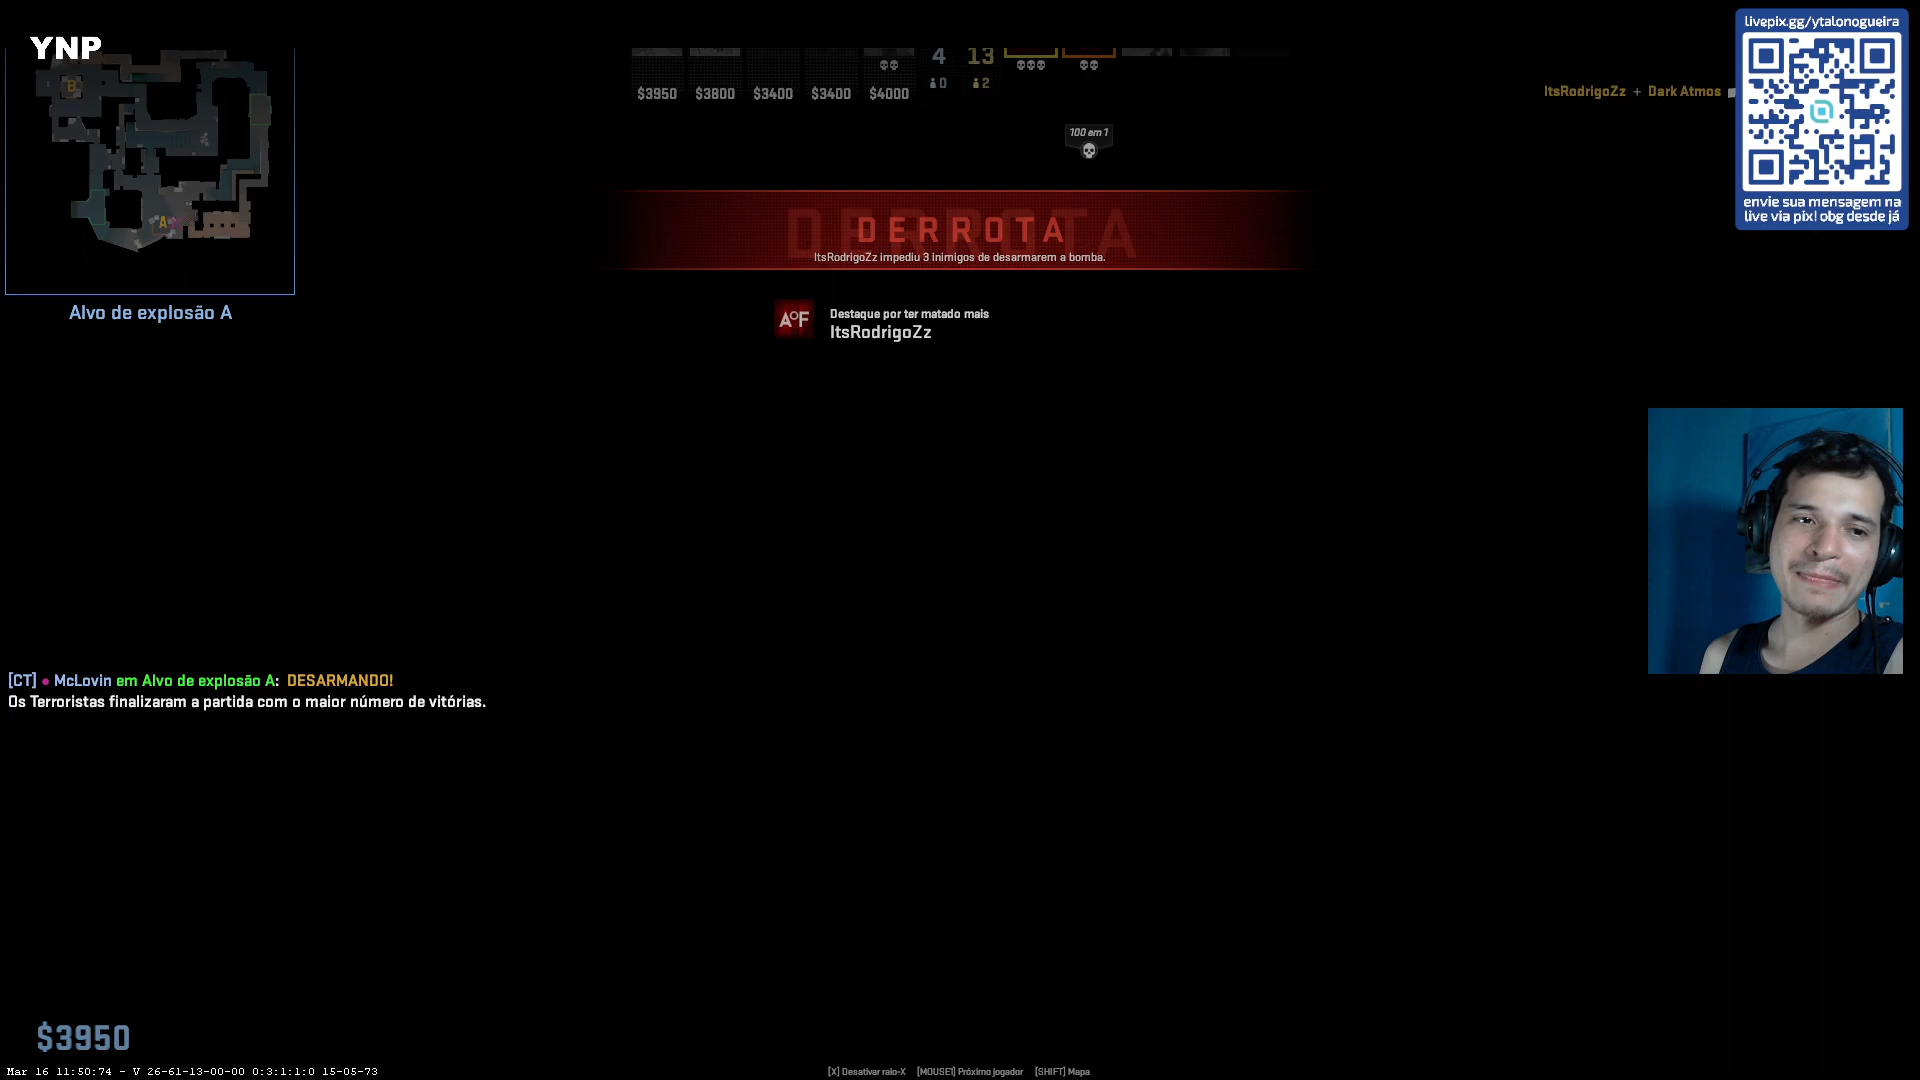 YNP
B
A
Alvo de explosão A
4
13
0
2
$3950
$3800
$3400
$3400
$4000
100 em 1
ItsRodrigoZz + Dark Atmos
livepix.gg/ytalonogueira
envie sua mensagem na
live via pix! obg desde já
DERROTA
DERROTA
ItsRodrigoZz impediu 3 inimigos de desarmarem a bomba.
A°F
Destaque por ter matado mais
ItsRodrigoZz
[CT] • McLovin em Alvo de explosão A: DESARMANDO!
Os Terroristas finalizaram a partida com o maior número de vitórias.
$3950
Mar 16 11:50:74 - V 26-61-13-00-00 0:3:1:1:0 15-05-73
[X] Desativar raio-X [MOUSE1] Próximo jogador [SHIFT] Mapa